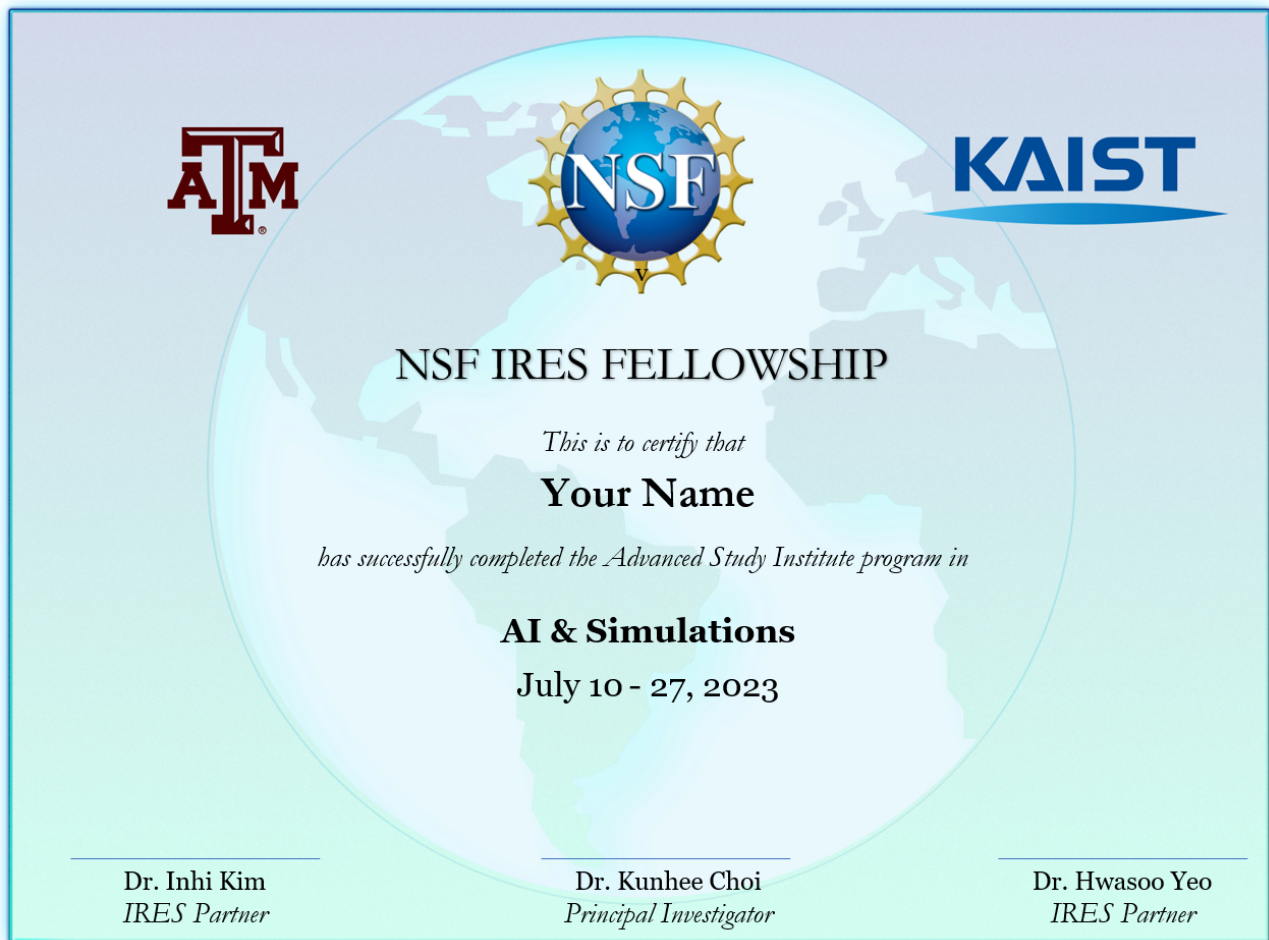 ATM
®
NSF
KAIST
v
NSF IRES FELLOWSHIP
This is to certify that
Your Name
has successfully completed the Advanced Study Institute program in
AI & Simulations
July 10 - 27, 2023
Dr. Inhi Kim
IRES Partner
Dr. Kunhee Choi
Principal Investigator
Dr. Hwasoo Yeo
IRES Partner